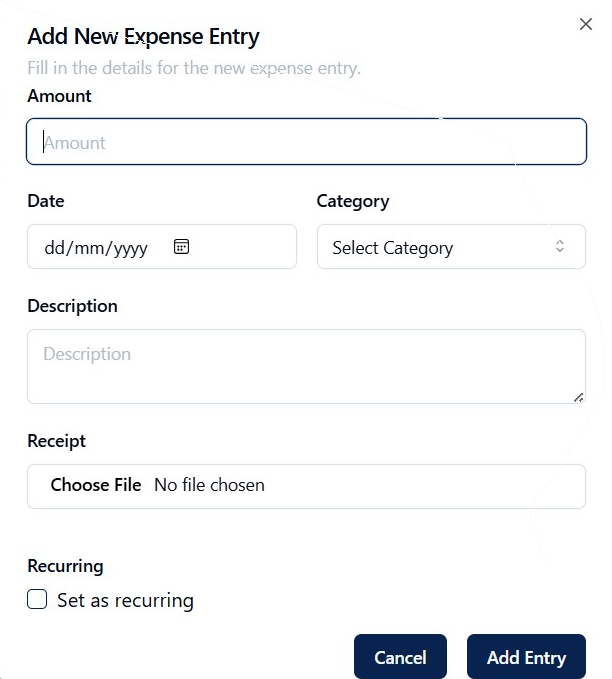 Add New Expense Entry
Fill in the details for the new expense entry.
Amount
Amount
Date Category
dd/mm/yyyy Select Category
Description
Description
Receipt
Choose File No file chosen
Recurring
Set as recurring
Cancel Add Entry